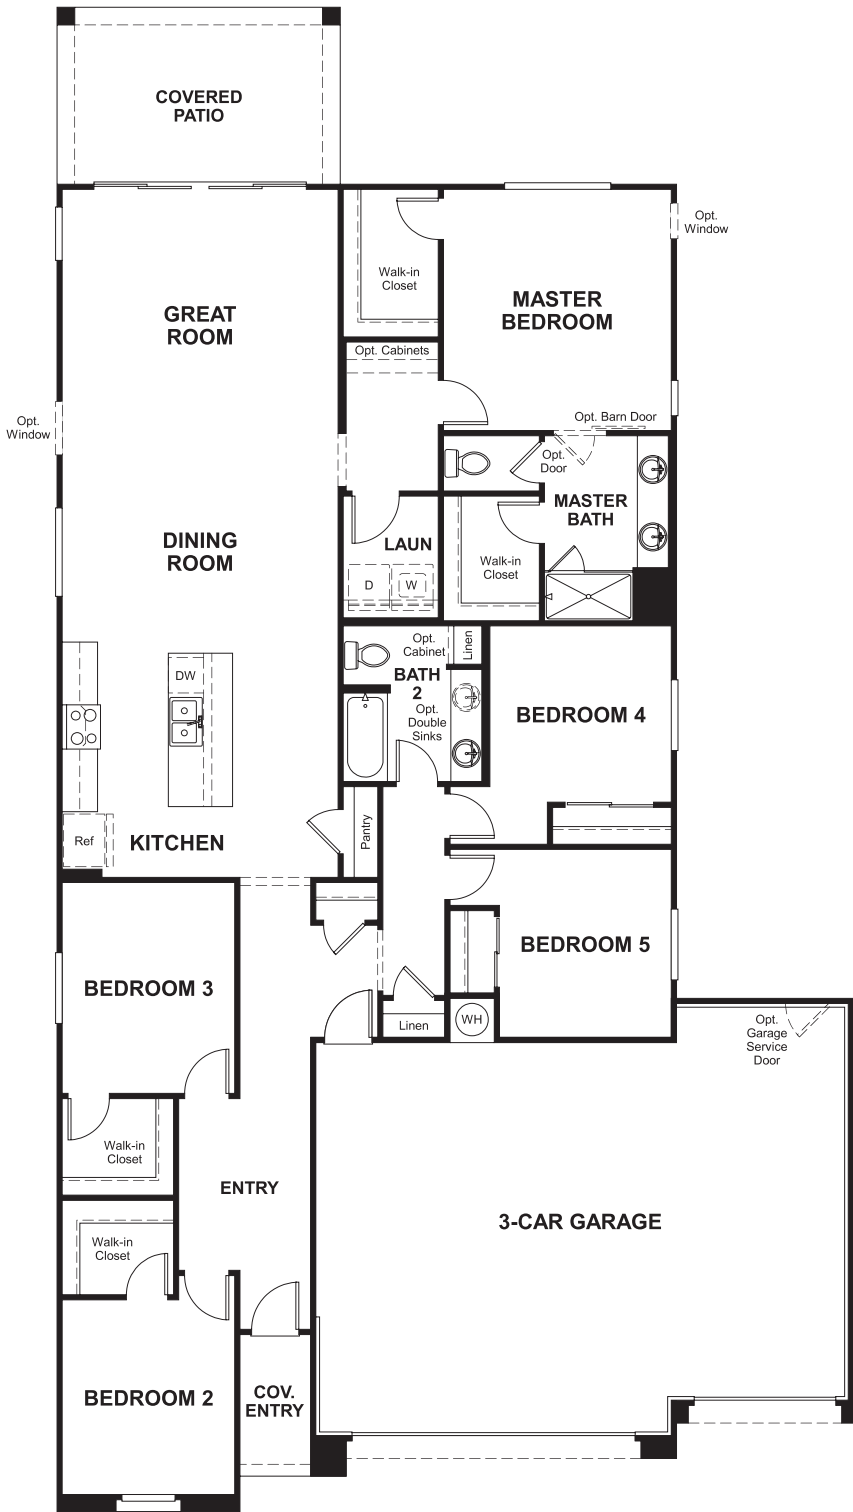 COVERED
PATIO
Opt.
Window
Walk-in
Closet
GREAT
ROOM
MASTER
BEDROOM
Opt. Cabinets
Opt.
Window
Opt. Barn Door
Opt.
Door
MASTER
BATH
DINING
ROOM
LAUN
Walk-in
Closet
D
W
Opt.
Cabinet
Linen
DW
BATH
2
Opt.
Double
Sinks
BEDROOM 4
Ref
KITCHEN
Pantry
BEDROOM 5
BEDROOM 3
Linen
WH
Opt.
Garage
Service
Door
Walk-in
Closet
ENTRY
3-CAR GARAGE
Walk-in
Closet
BEDROOM 2
COV.
ENTRY